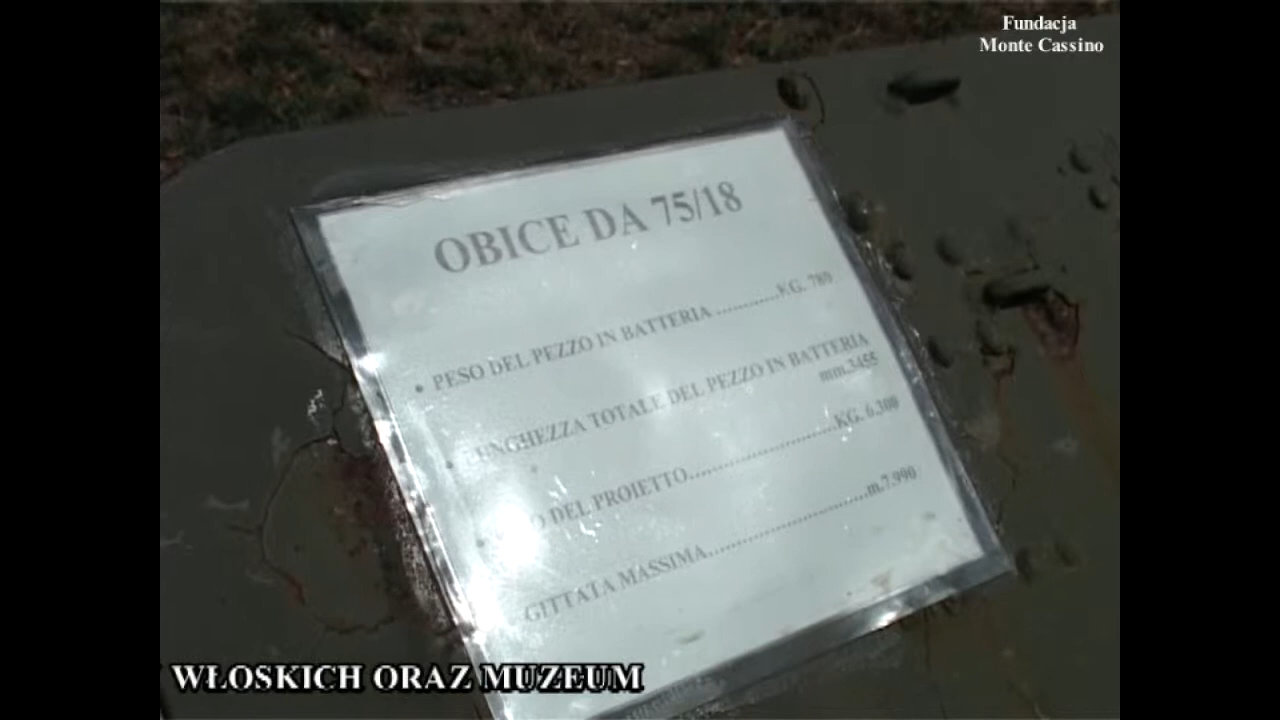 Fundacja
Monte Cassino
OBICE DA 75/18
• PESO DEL PEZZO IN BATTERIA ............KG. 780
• LUNGHEZZA TOTALE DEL PEZZO IN BATTERIA
mm.3455
• DEL PROIETTO........................KG. 6,300
GITTATA MASSIMA...........................m.7.990
WŁOSKICH ORAZ MUZEUM